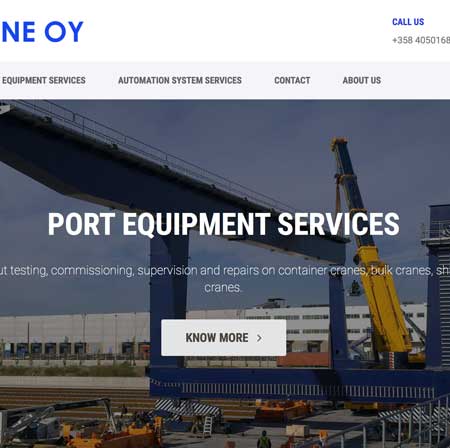 NE OY
CALL US
+358 4050168
EQUIPMENT SERVICES
AUTOMATION SYSTEM SERVICES
CONTACT
ABOUT US
PORT EQUIPMENT SERVICES
ut testing, commissioning, supervision and repairs on container cranes, bulk cranes, sh
cranes.
KNOW MORE